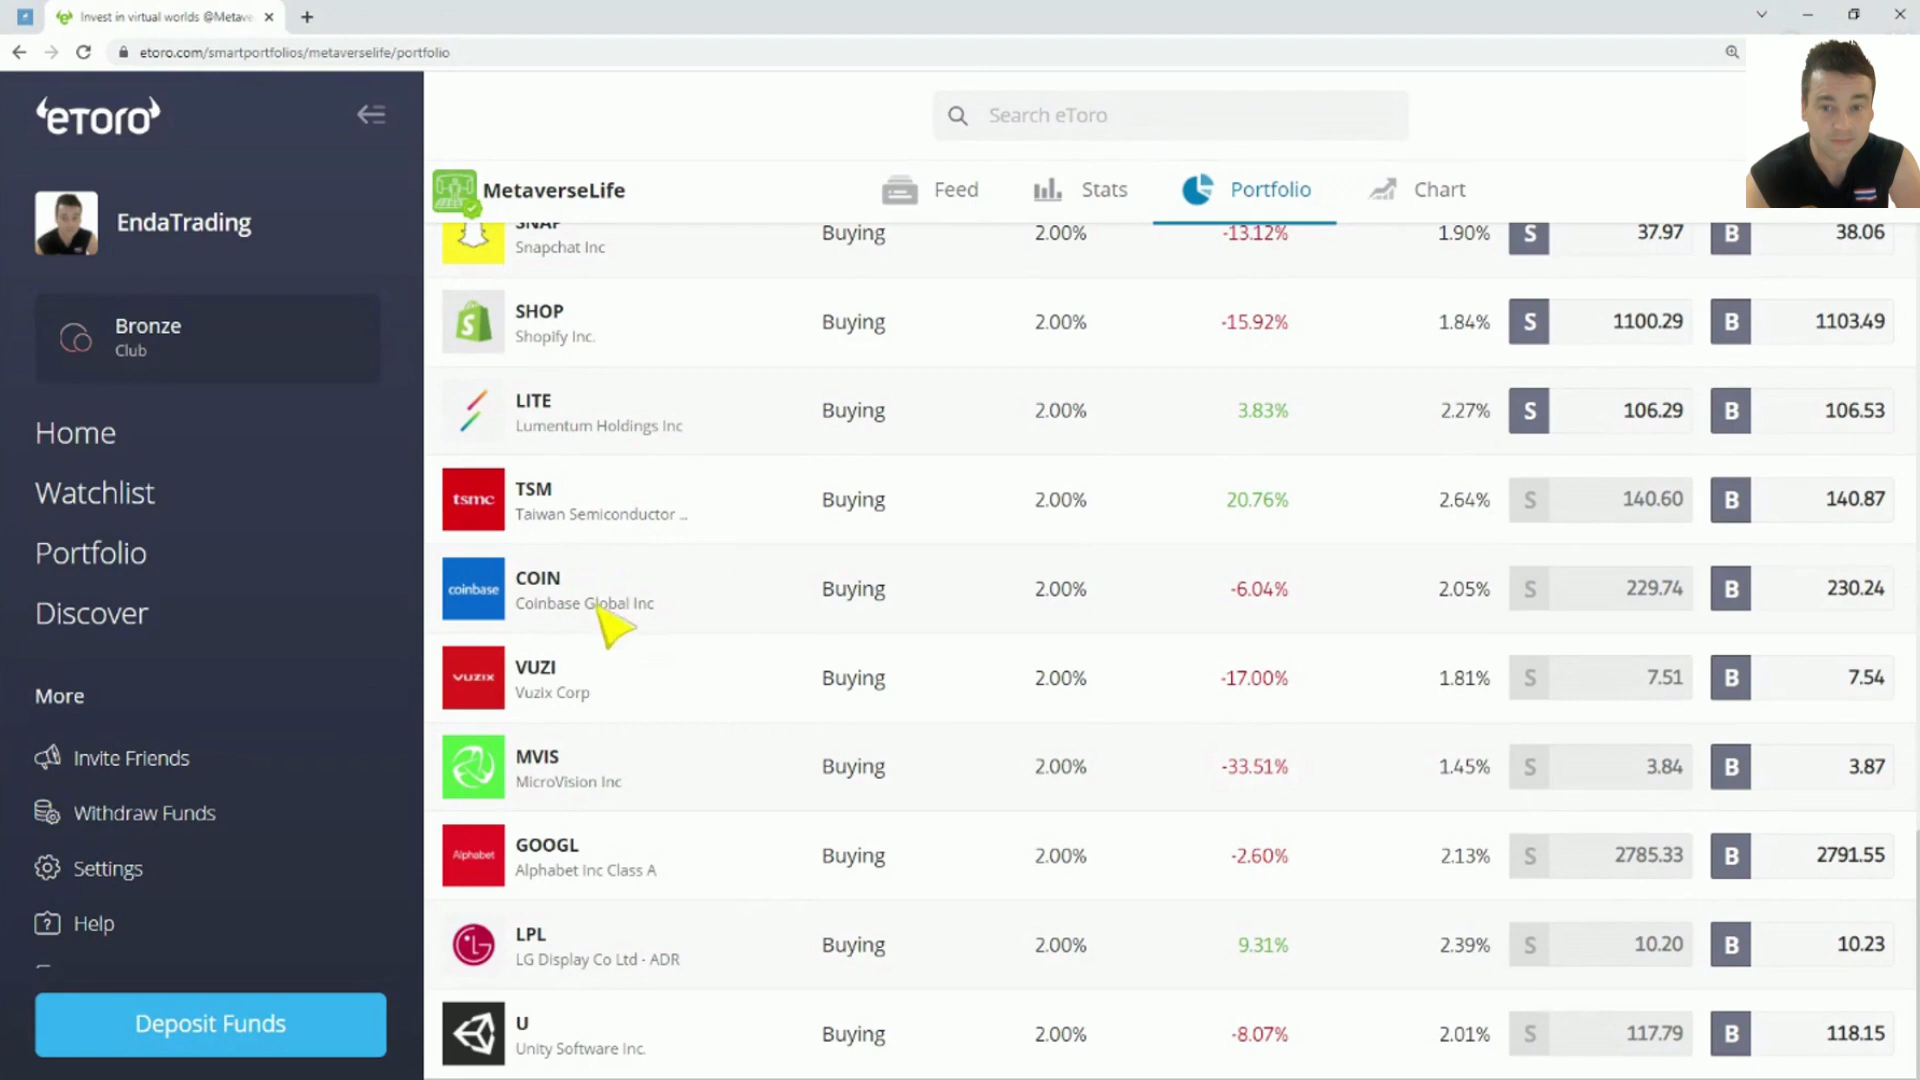 Invest in virtual worlds @Metave
etoro.com/smartportfolios/metaverselife/portfolio
eToro
Search eToro
EndaTrading
Bronze
Club
Home
Watchlist
Portfolio
Discover
More
Invite Friends
Withdraw Funds
Settings
Help
Deposit Funds
MetaverseLife Feed Stats Portfolio Chart
SNAP
Snapchat Inc
Buying 2.00% -13.12% 1.90% S 37.97 B 38.06
SHOP
Shopify Inc.
Buying 2.00% -15.92% 1.84% S 1100.29 B 1103.49
LITE
Lumentum Holdings Inc
Buying 2.00% 3.83% 2.27% S 106.29 B 106.53
tsmc
TSM
Taiwan Semiconductor ...
Buying 2.00% 20.76% 2.64% S 140.60 B 140.87
coinbase
COIN
Coinbase Global Inc
Buying 2.00% -6.04% 2.05% S 229.74 B 230.24
VUZIX
VUZI
Vuzix Corp
Buying 2.00% -17.00% 1.81% S 7.51 B 7.54
MVIS
MicroVision Inc
Buying 2.00% -33.51% 1.45% S 3.84 B 3.87
Alphabet
GOOGL
Alphabet Inc Class A
Buying 2.00% -2.60% 2.13% S 2785.33 B 2791.55
LG
LPL
LG Display Co Ltd - ADR
Buying 2.00% 9.31% 2.39% S 10.20 B 10.23
U
Unity Software Inc.
Buying 2.00% -8.07% 2.01% S 117.79 B 118.15